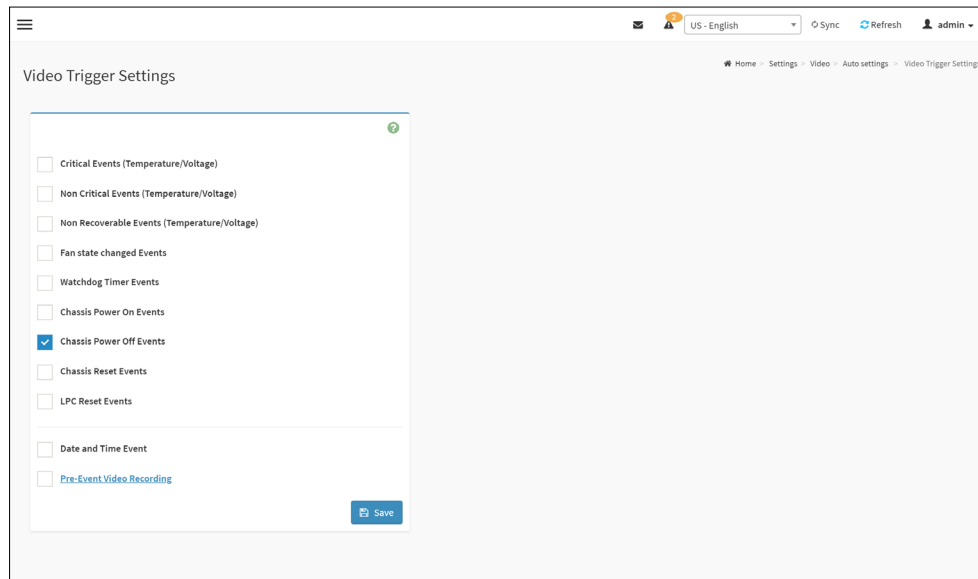 2
US - English
Sync
Refresh
admin
Video Trigger Settings
Home > Settings > Video > Auto settings > Video Trigger Settings
Critical Events (Temperature/Voltage)
Non Critical Events (Temperature/Voltage)
Non Recoverable Events (Temperature/Voltage)
Fan state changed Events
Watchdog Timer Events
Chassis Power On Events
Chassis Power Off Events
Chassis Reset Events
LPC Reset Events
Date and Time Event
Pre-Event Video Recording
Save